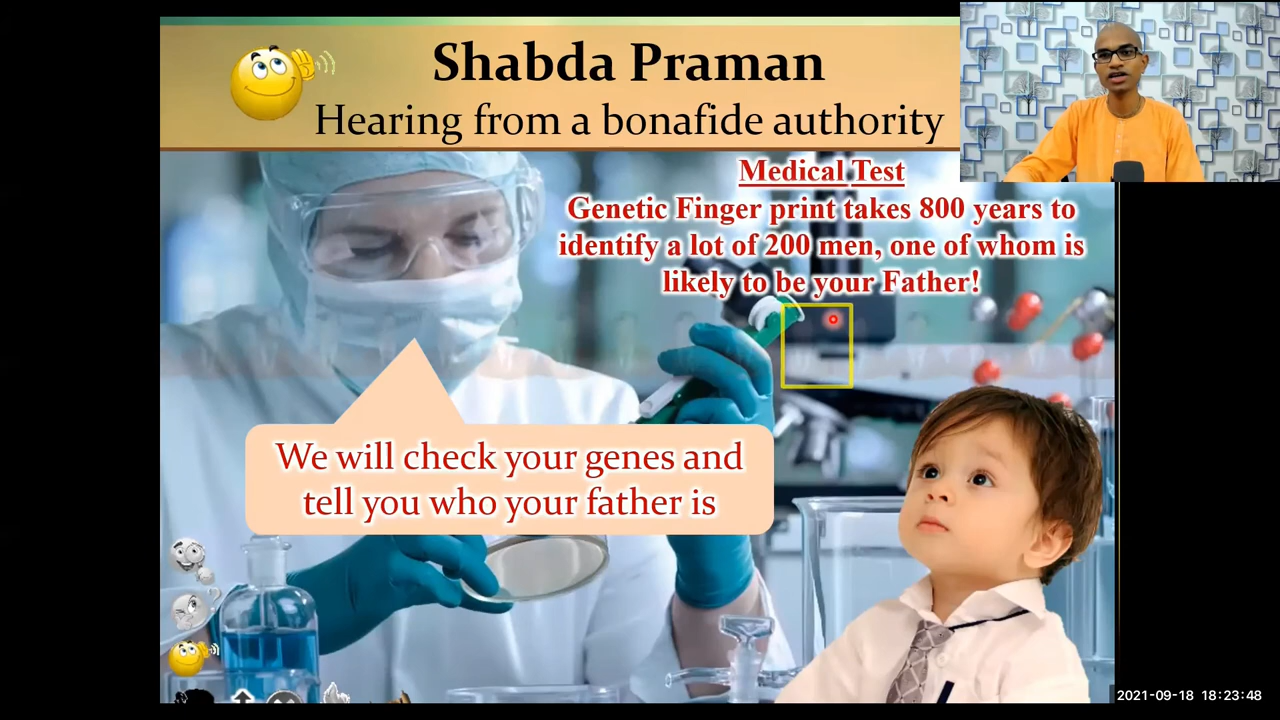 Shabda Praman
Hearing from a bonafide authority
Medical Test
Genetic Finger print takes 800 years to
identify a lot of 200 men, one of whom is
likely to be your Father!
We will check your genes and
tell you who your father is
2021-09-18 18:23:48